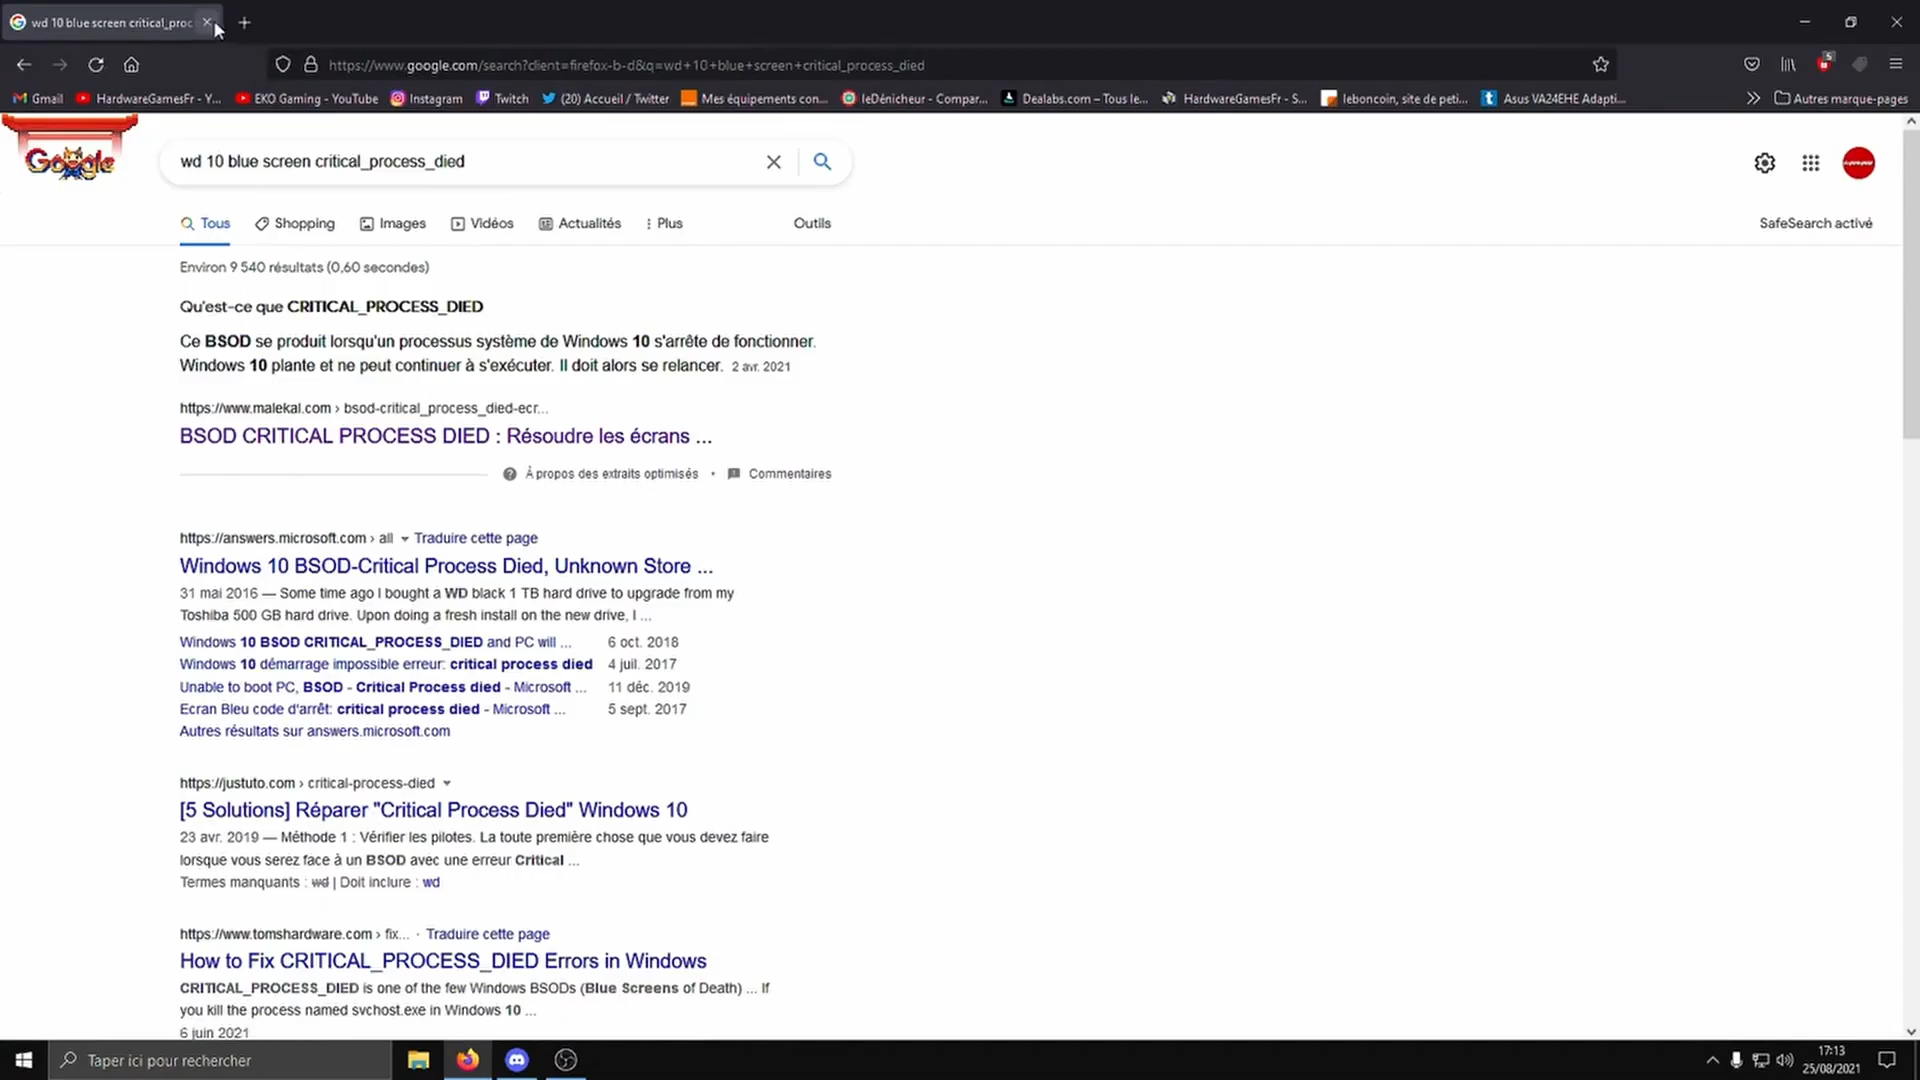 wd 10 blue screen critical_proc
https://www.google.com/search?client=firefox-b-d&q=wd+10+blue+screen+critical_process_died
5
Gmail
HardwareGamesFr - Y...
EKO Gaming - YouTube
Instagram
Twitch
(20) Accueil / Twitter
Mes équipements con...
leDénicheur - Compar...
Dealabs.com – Tous le...
HardwareGamesFr - S...
leboncoin, site de peti...
Asus VA24EHE Adapti...
Autres marque-pages
Google
wd 10 blue screen critical_process_died
Tous
Shopping
Images
Vidéos
Actualités
Plus
Outils
SafeSearch activé
Environ 9 540 résultats (0,60 secondes)
Qu'est-ce que CRITICAL_PROCESS_DIED
Ce BSOD se produit lorsqu'un processus système de Windows 10 s'arrête de fonctionner.
Windows 10 plante et ne peut continuer à s'exécuter. Il doit alors se relancer. 2 avr. 2021
https://www.malekal.com › bsod-critical_process_died-ecr...
BSOD CRITICAL PROCESS DIED : Résoudre les écrans ...
À propos des extraits optimisés • Commentaires
https://answers.microsoft.com › all Traduire cette page
Windows 10 BSOD-Critical Process Died, Unknown Store ...
31 mai 2016 — Some time ago I bought a WD black 1 TB hard drive to upgrade from my
Toshiba 500 GB hard drive. Upon doing a fresh install on the new drive, I ...
Windows 10 BSOD CRITICAL_PROCESS_DIED and PC will ... 6 oct. 2018
Windows 10 démarrage impossible erreur: critical process died 4 juil. 2017
Unable to boot PC, BSOD - Critical Process died - Microsoft ... 11 déc. 2019
Ecran Bleu code d'arrêt: critical process died - Microsoft ... 5 sept. 2017
Autres résultats sur answers.microsoft.com
https://justuto.com › critical-process-died
[5 Solutions] Réparer "Critical Process Died" Windows 10
23 avr. 2019 — Méthode 1 : Vérifier les pilotes. La toute première chose que vous devez faire
lorsque vous serez face à un BSOD avec une erreur Critical ...
Termes manquants : wd | Doit inclure : wd
https://www.tomshardware.com › fix... · Traduire cette page
How to Fix CRITICAL_PROCESS_DIED Errors in Windows
CRITICAL_PROCESS_DIED is one of the few Windows BSODs (Blue Screens of Death) ... If
you kill the process named svchost.exe in Windows 10 ...
6 juin 2021
Taper ici pour rechercher
17:13
25/08/2021